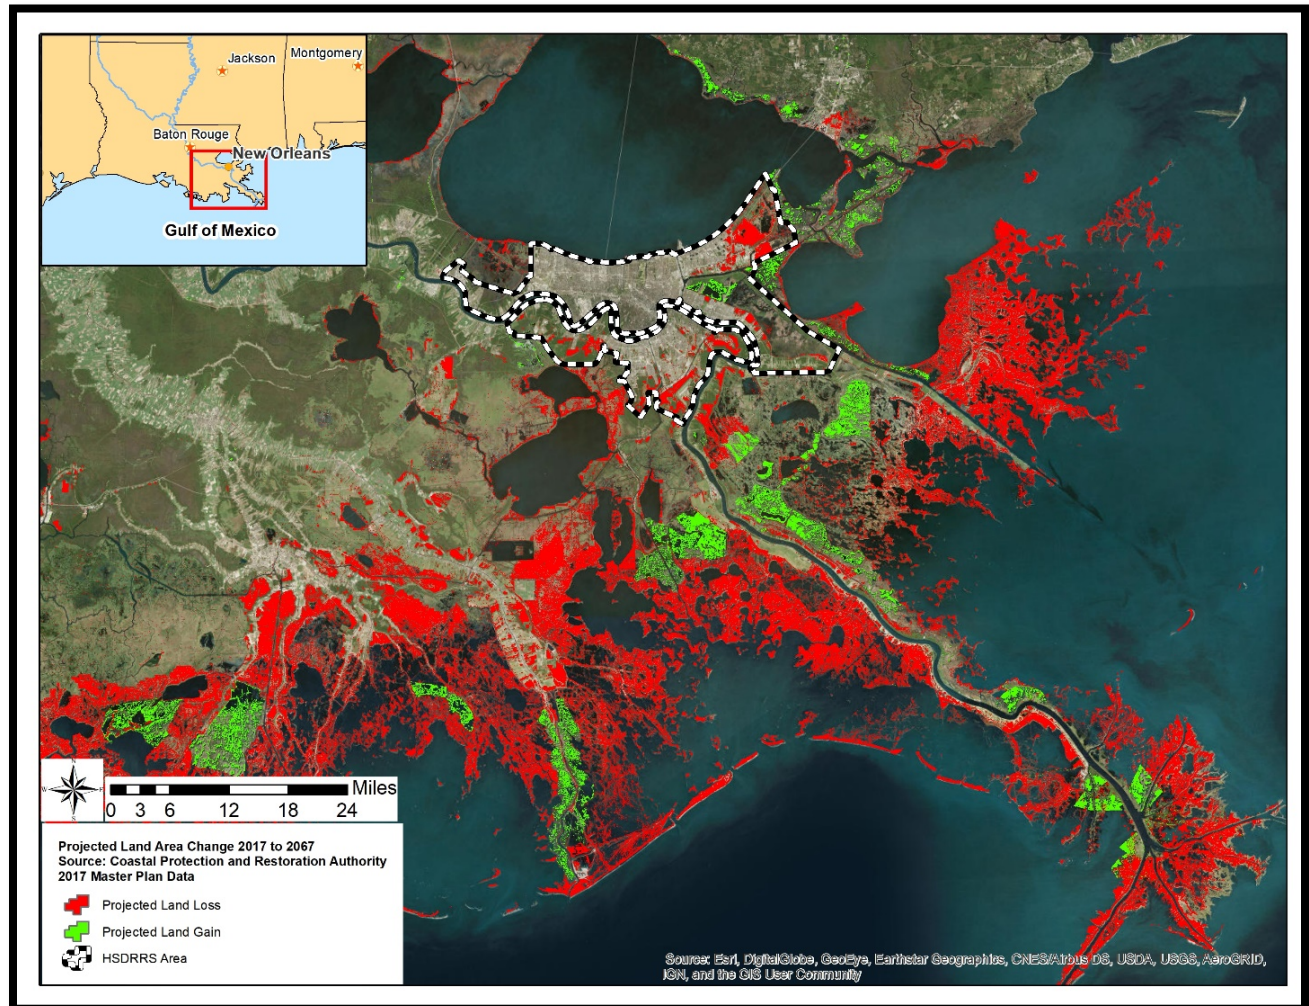 Jackson
Montgomery
Baton Rouge
New Orleans
Gulf of Mexico
N
W
E
S
Miles
0 3 6 12 18 24
Projected Land Area Change 2017 to 2067
Source: Coastal Protection and Restoration Authority
2017 Master Plan Data
Projected Land Loss
Projected Land Gain
HSDRRS Area
Source: Esri, DigitalGlobe, GeoEye, Earthstar Geographics, CNES/Airbus DS, USDA, USGS, AeroGRID,
IGN, and the GIS User Community